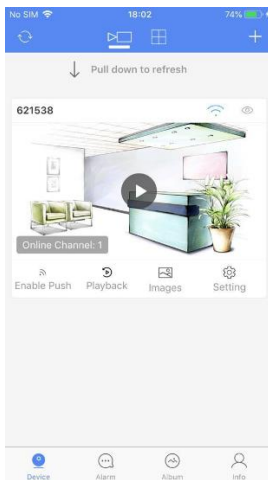 No SIM 18:02 74%
Pull down to refresh
621538
Online Channel: 1
Enable Push Playback Images Setting
Device Alarm Album Info